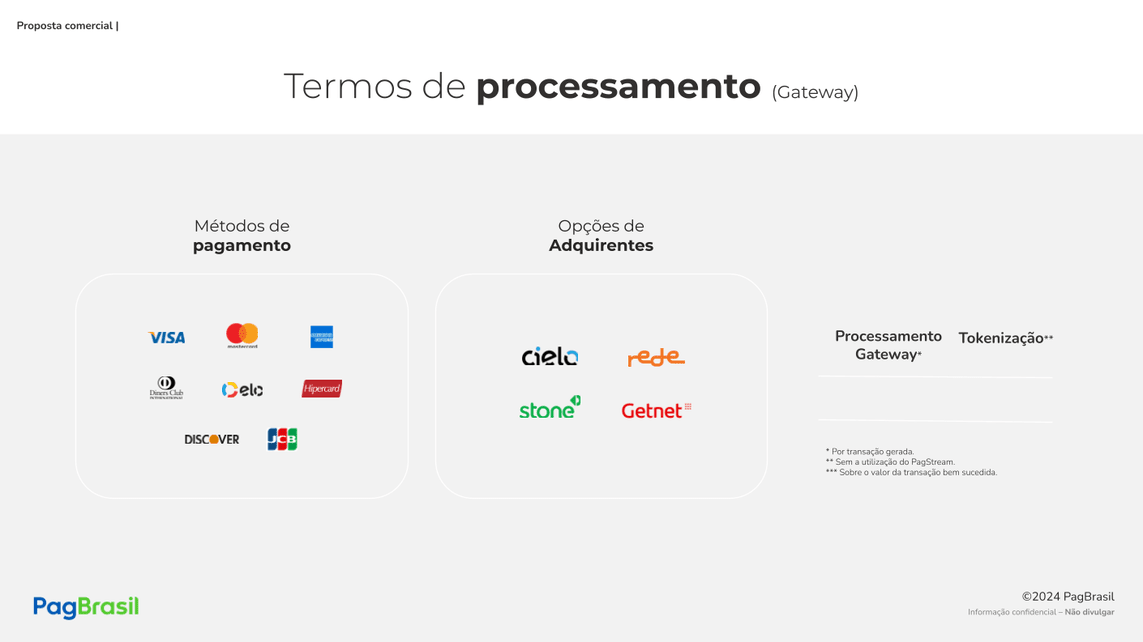 Proposta comercial |
Termos de processamento (Gateway)
Métodos de
pagamento
VISA
mastercard
AMERICAN EXPRESS
Diners Club
elo
Hipercard
DISCOVER
JCB
Opções de
Adquirentes
cielo
rede
stone
Getnet
Processamento
Gateway*
Tokenização**
* Por transação gerada.
** Sem a utilização do PagStream.
*** Sobre o valor da transação bem sucedida.
PagBrasil
©2024 PagBrasil
Informação confidencial – Não divulgar